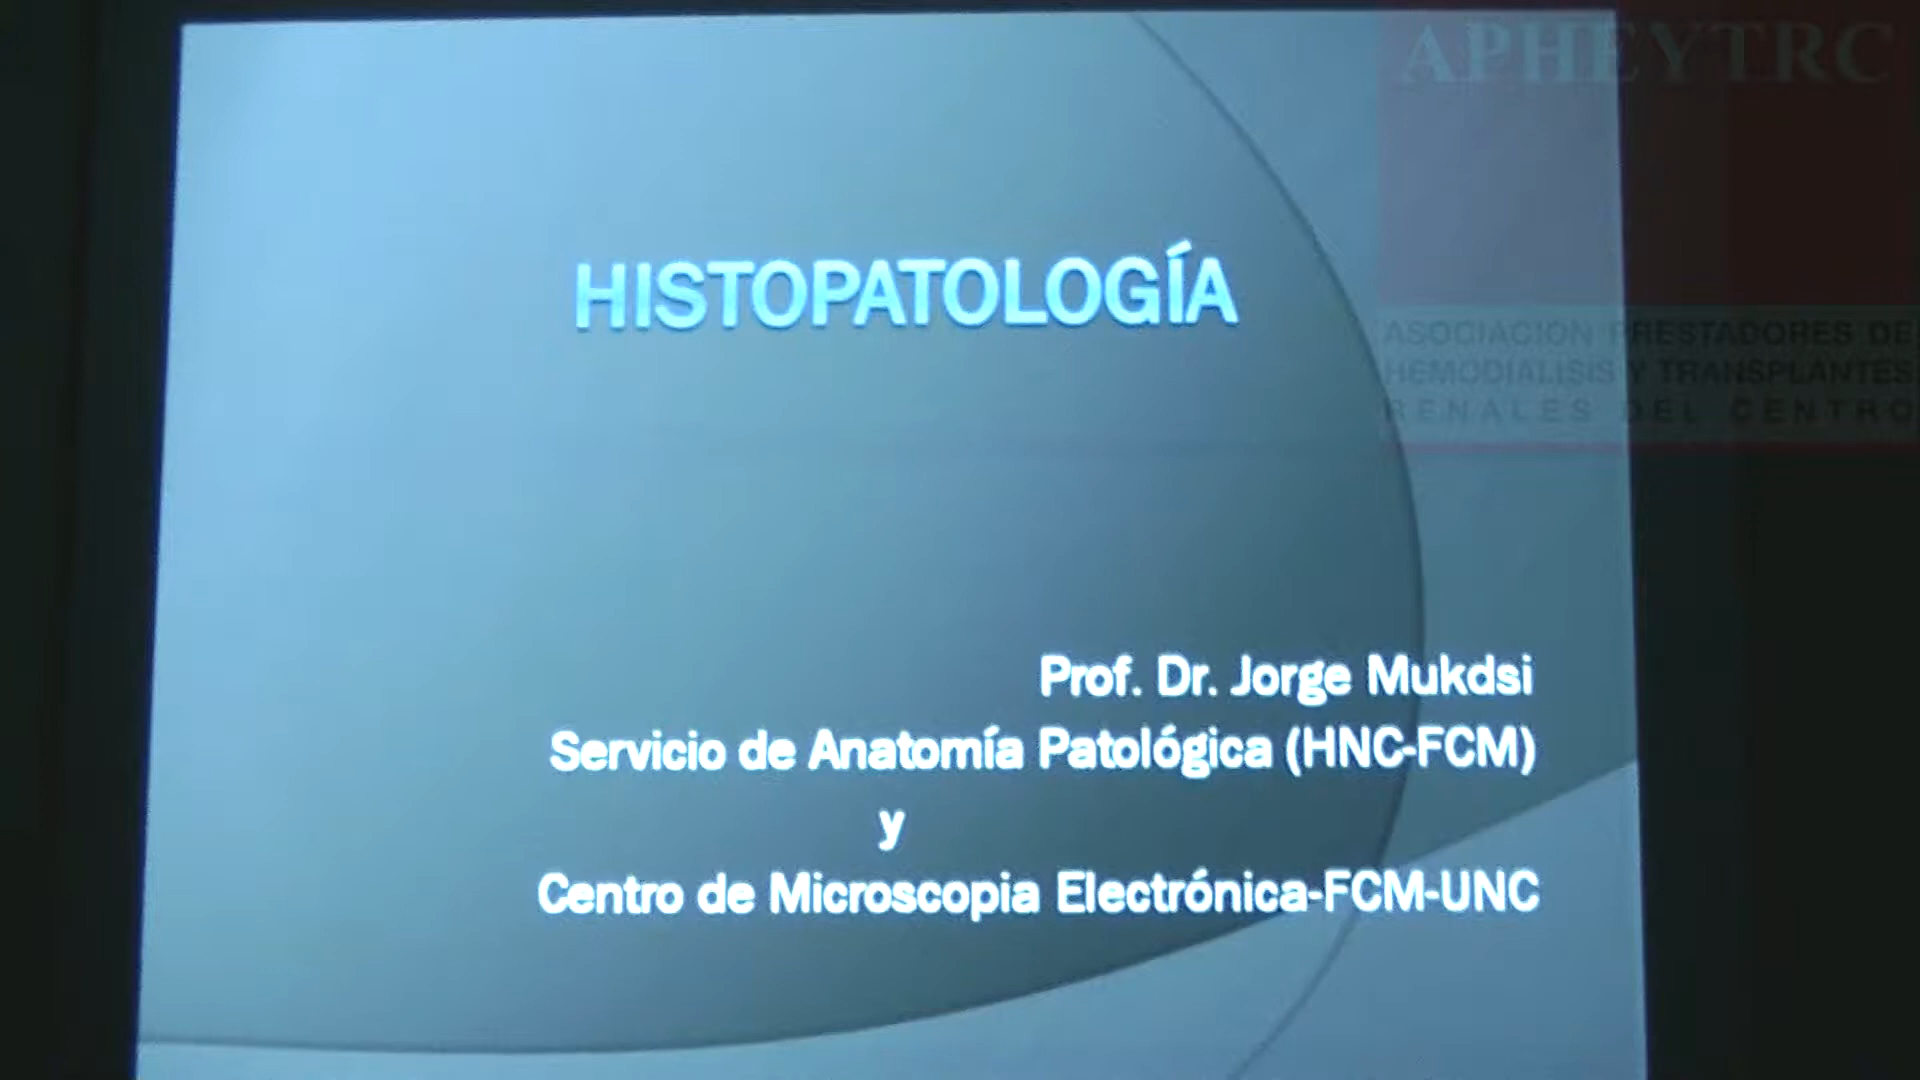 APHEYTRC
HISTOPATOLOGÍA
ASOCIACION PRESTADORES DE
HEMODIALISIS Y TRANSPLANTES
RENALES DEL CENTRO
Prof. Dr. Jorge Mukdsi
Servicio de Anatomía Patológica (HNC-FCM)
y
Centro de Microscopia Electrónica-FCM-UNC